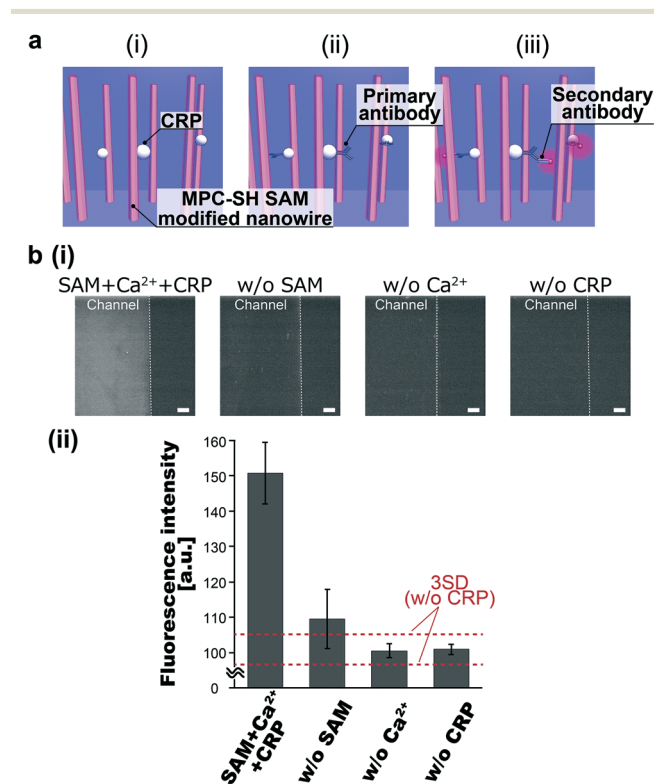 a
(i)
(ii)
(iii)
CRP
MPC-SH SAM
modified nanowire
Primary
antibody
Secondary
antibody
b (i)
SAM+Ca²⁺+CRP
w/o SAM
w/o Ca²⁺
w/o CRP
Channel
Channel
Channel
Channel
(ii)
Fluorescence intensity
[a.u.]
160
150
140
130
120
110
100
0
3SD
(w/o CRP)
SAM+Ca²⁺
+CRP
w/o SAM
w/o Ca²⁺
w/o CRP